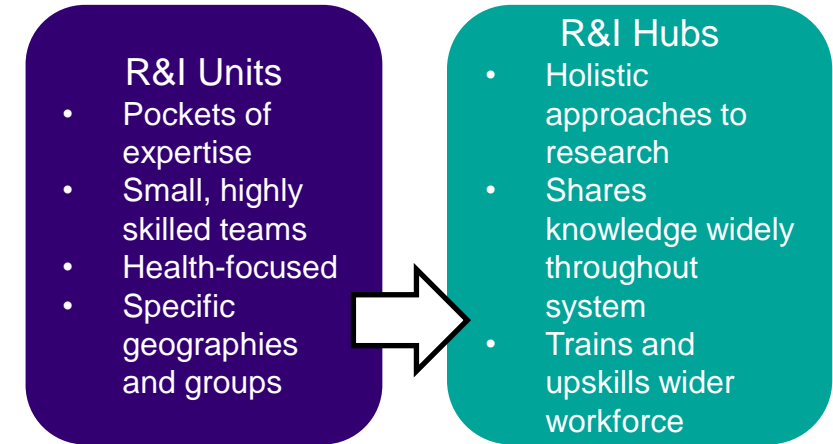 R&I Units
• Pockets of
expertise
• Small, highly
skilled teams
• Health-focused
• Specific
geographies
and groups
R&I Hubs
• Holistic
approaches to
research
• Shares
knowledge widely
throughout
system
• Trains and
upskills wider
workforce